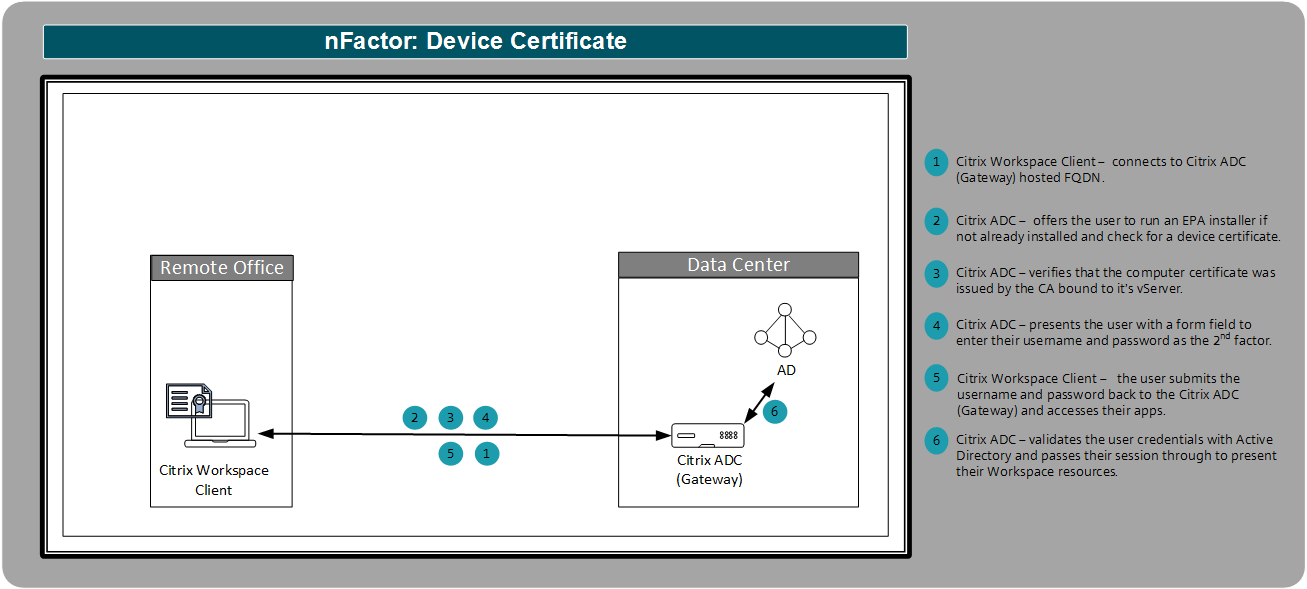 nFactor: Device Certificate
Remote Office
Data Center
AD
2 3 4
6
5 1
Citrix Workspace
Client
Citrix ADC
(Gateway)
1 Citrix Workspace Client – connects to Citrix ADC
(Gateway) hosted FQDN.
2 Citrix ADC – offers the user to run an EPA installer if
not already installed and check for a device certificate.
3 Citrix ADC – verifies that the computer certificate was
issued by the CA bound to it's vServer.
4 Citrix ADC – presents the user with a form field to
enter their username and password as the 2nd factor.
5 Citrix Workspace Client – the user submits the
username and password back to the Citrix ADC
(Gateway) and accesses their apps.
6 Citrix ADC – validates the user credentials with Active
Directory and passes their session through to present
their Workspace resources.